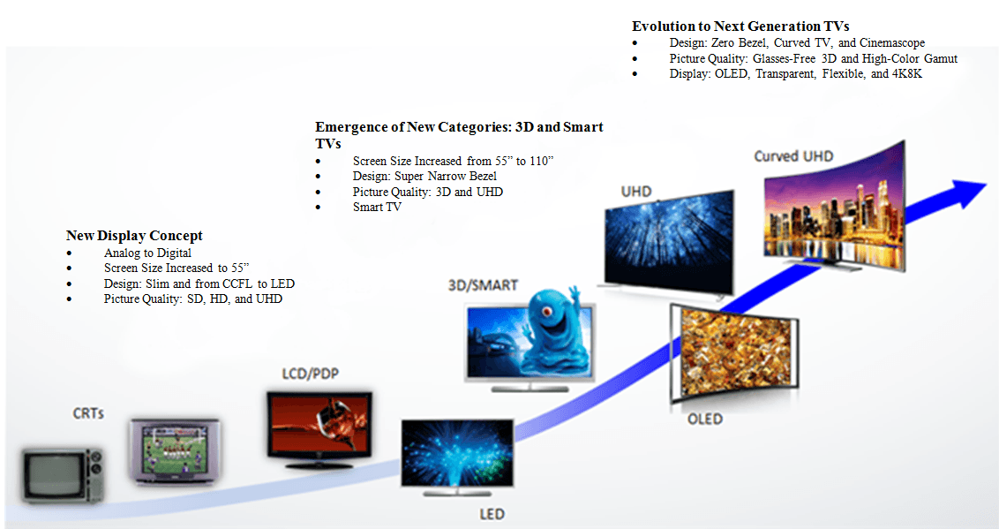 Evolution to Next Generation TVs
• Design: Zero Bezel, Curved TV, and Cinemascope
• Picture Quality: Glasses-Free 3D and High-Color Gamut
• Display: OLED, Transparent, Flexible, and 4K8K
Emergence of New Categories: 3D and Smart
TVs
• Screen Size Increased from 55” to 110”
• Design: Super Narrow Bezel
• Picture Quality: 3D and UHD
• Smart TV
New Display Concept
• Analog to Digital
• Screen Size Increased to 55”
• Design: Slim and from CCFL to LED
• Picture Quality: SD, HD, and UHD
CRTs
LCD/PDP
LED
3D/SMART
UHD
OLED
Curved UHD